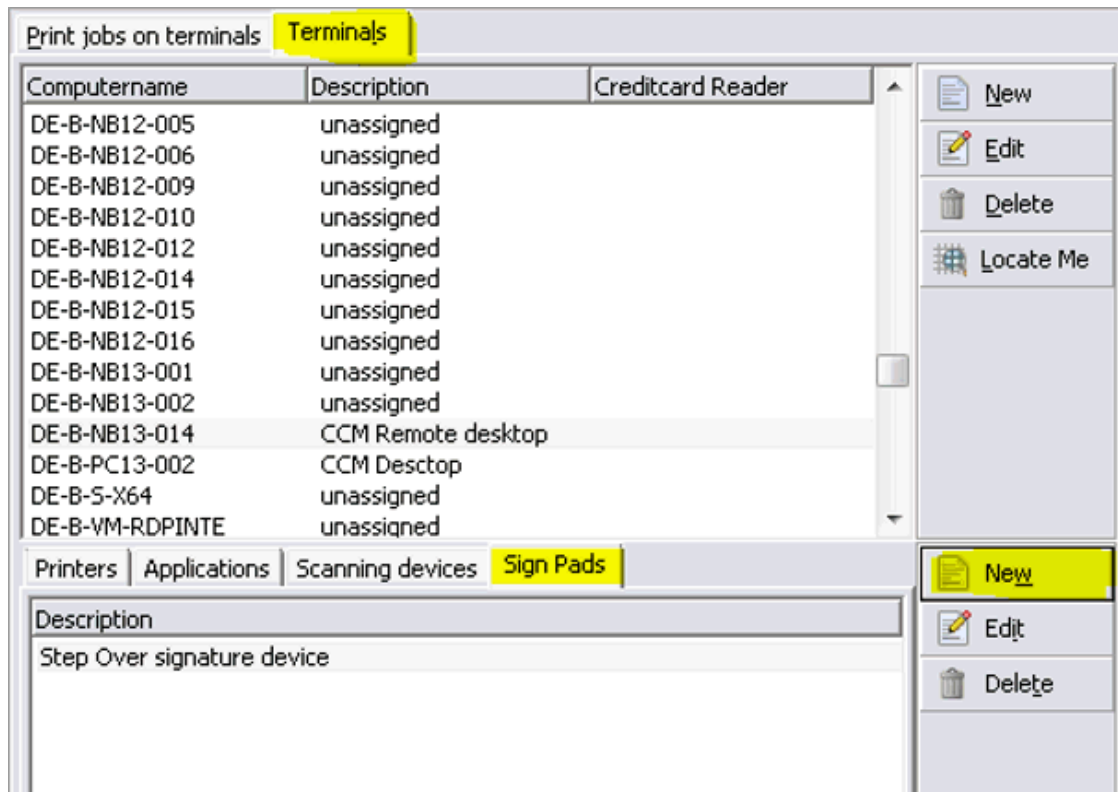 Print jobs on terminals Terminals
Computername Description Creditcard Reader
DE-B-NB12-005 unassigned
DE-B-NB12-006 unassigned
DE-B-NB12-009 unassigned
DE-B-NB12-010 unassigned
DE-B-NB12-012 unassigned
DE-B-NB12-014 unassigned
DE-B-NB12-015 unassigned
DE-B-NB12-016 unassigned
DE-B-NB13-001 unassigned
DE-B-NB13-002 unassigned
DE-B-NB13-014 CCM Remote desktop
DE-B-PC13-002 CCM Desctop
DE-B-S-X64 unassigned
DE-B-VM-RDPINTE unassigned
New
Edit
Delete
Locate Me
Printers Applications Scanning devices Sign Pads
Description
Step Over signature device
New
Edit
Delete